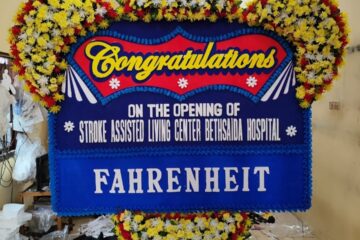 Congratulations
ON THE OPENING OF
STROKE ASSISTED LIVING CENTER BETHSAIDA HOSPITAL
FAHRENHEIT